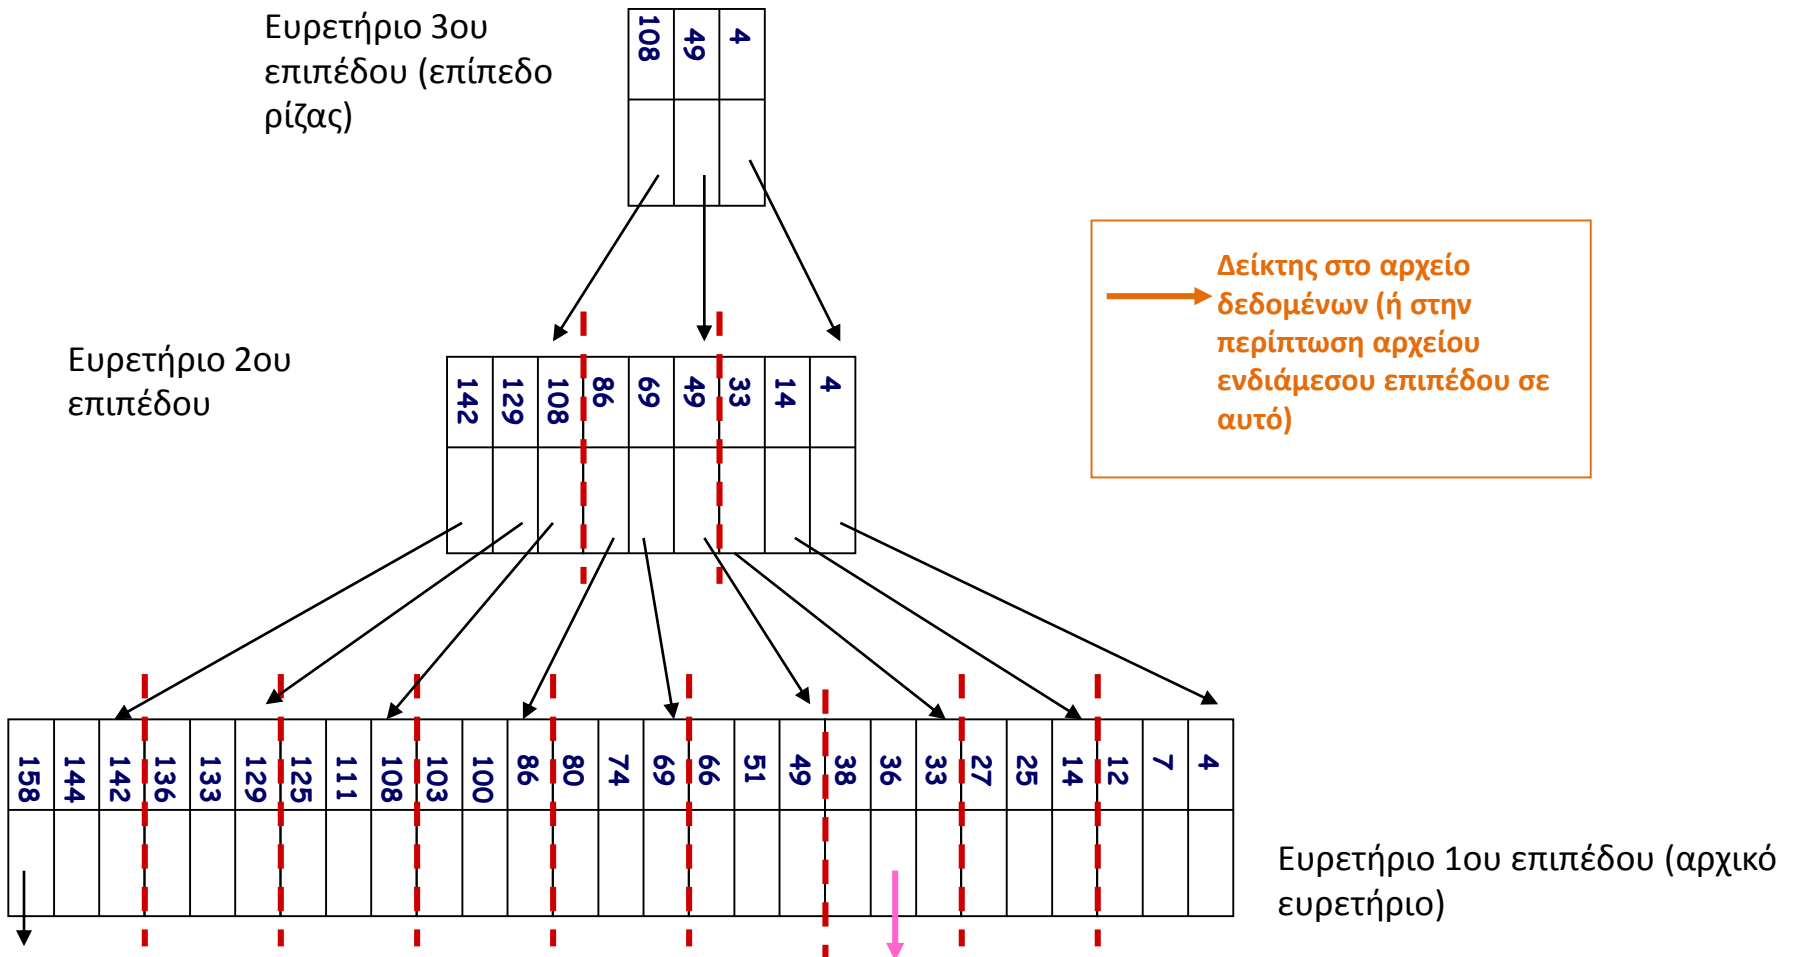 Ευρετήριο 3ου
επιπέδου (επίπεδο
ρίζας)
108 49 4
Δείκτης στο αρχείο
δεδομένων (ή στην
περίπτωση αρχείου
ενδιάμεσου επιπέδου σε
αυτό)
Ευρετήριο 2ου
επιπέδου
142 129 108 86 69 49 33 14 4
158 144 142 136 133 129 125 111 108 103 100 86 80 74 69 66 51 49 38 36 33 27 25 14 12 7 4
Ευρετήριο 1ου επιπέδου (αρχικό
ευρετήριο)